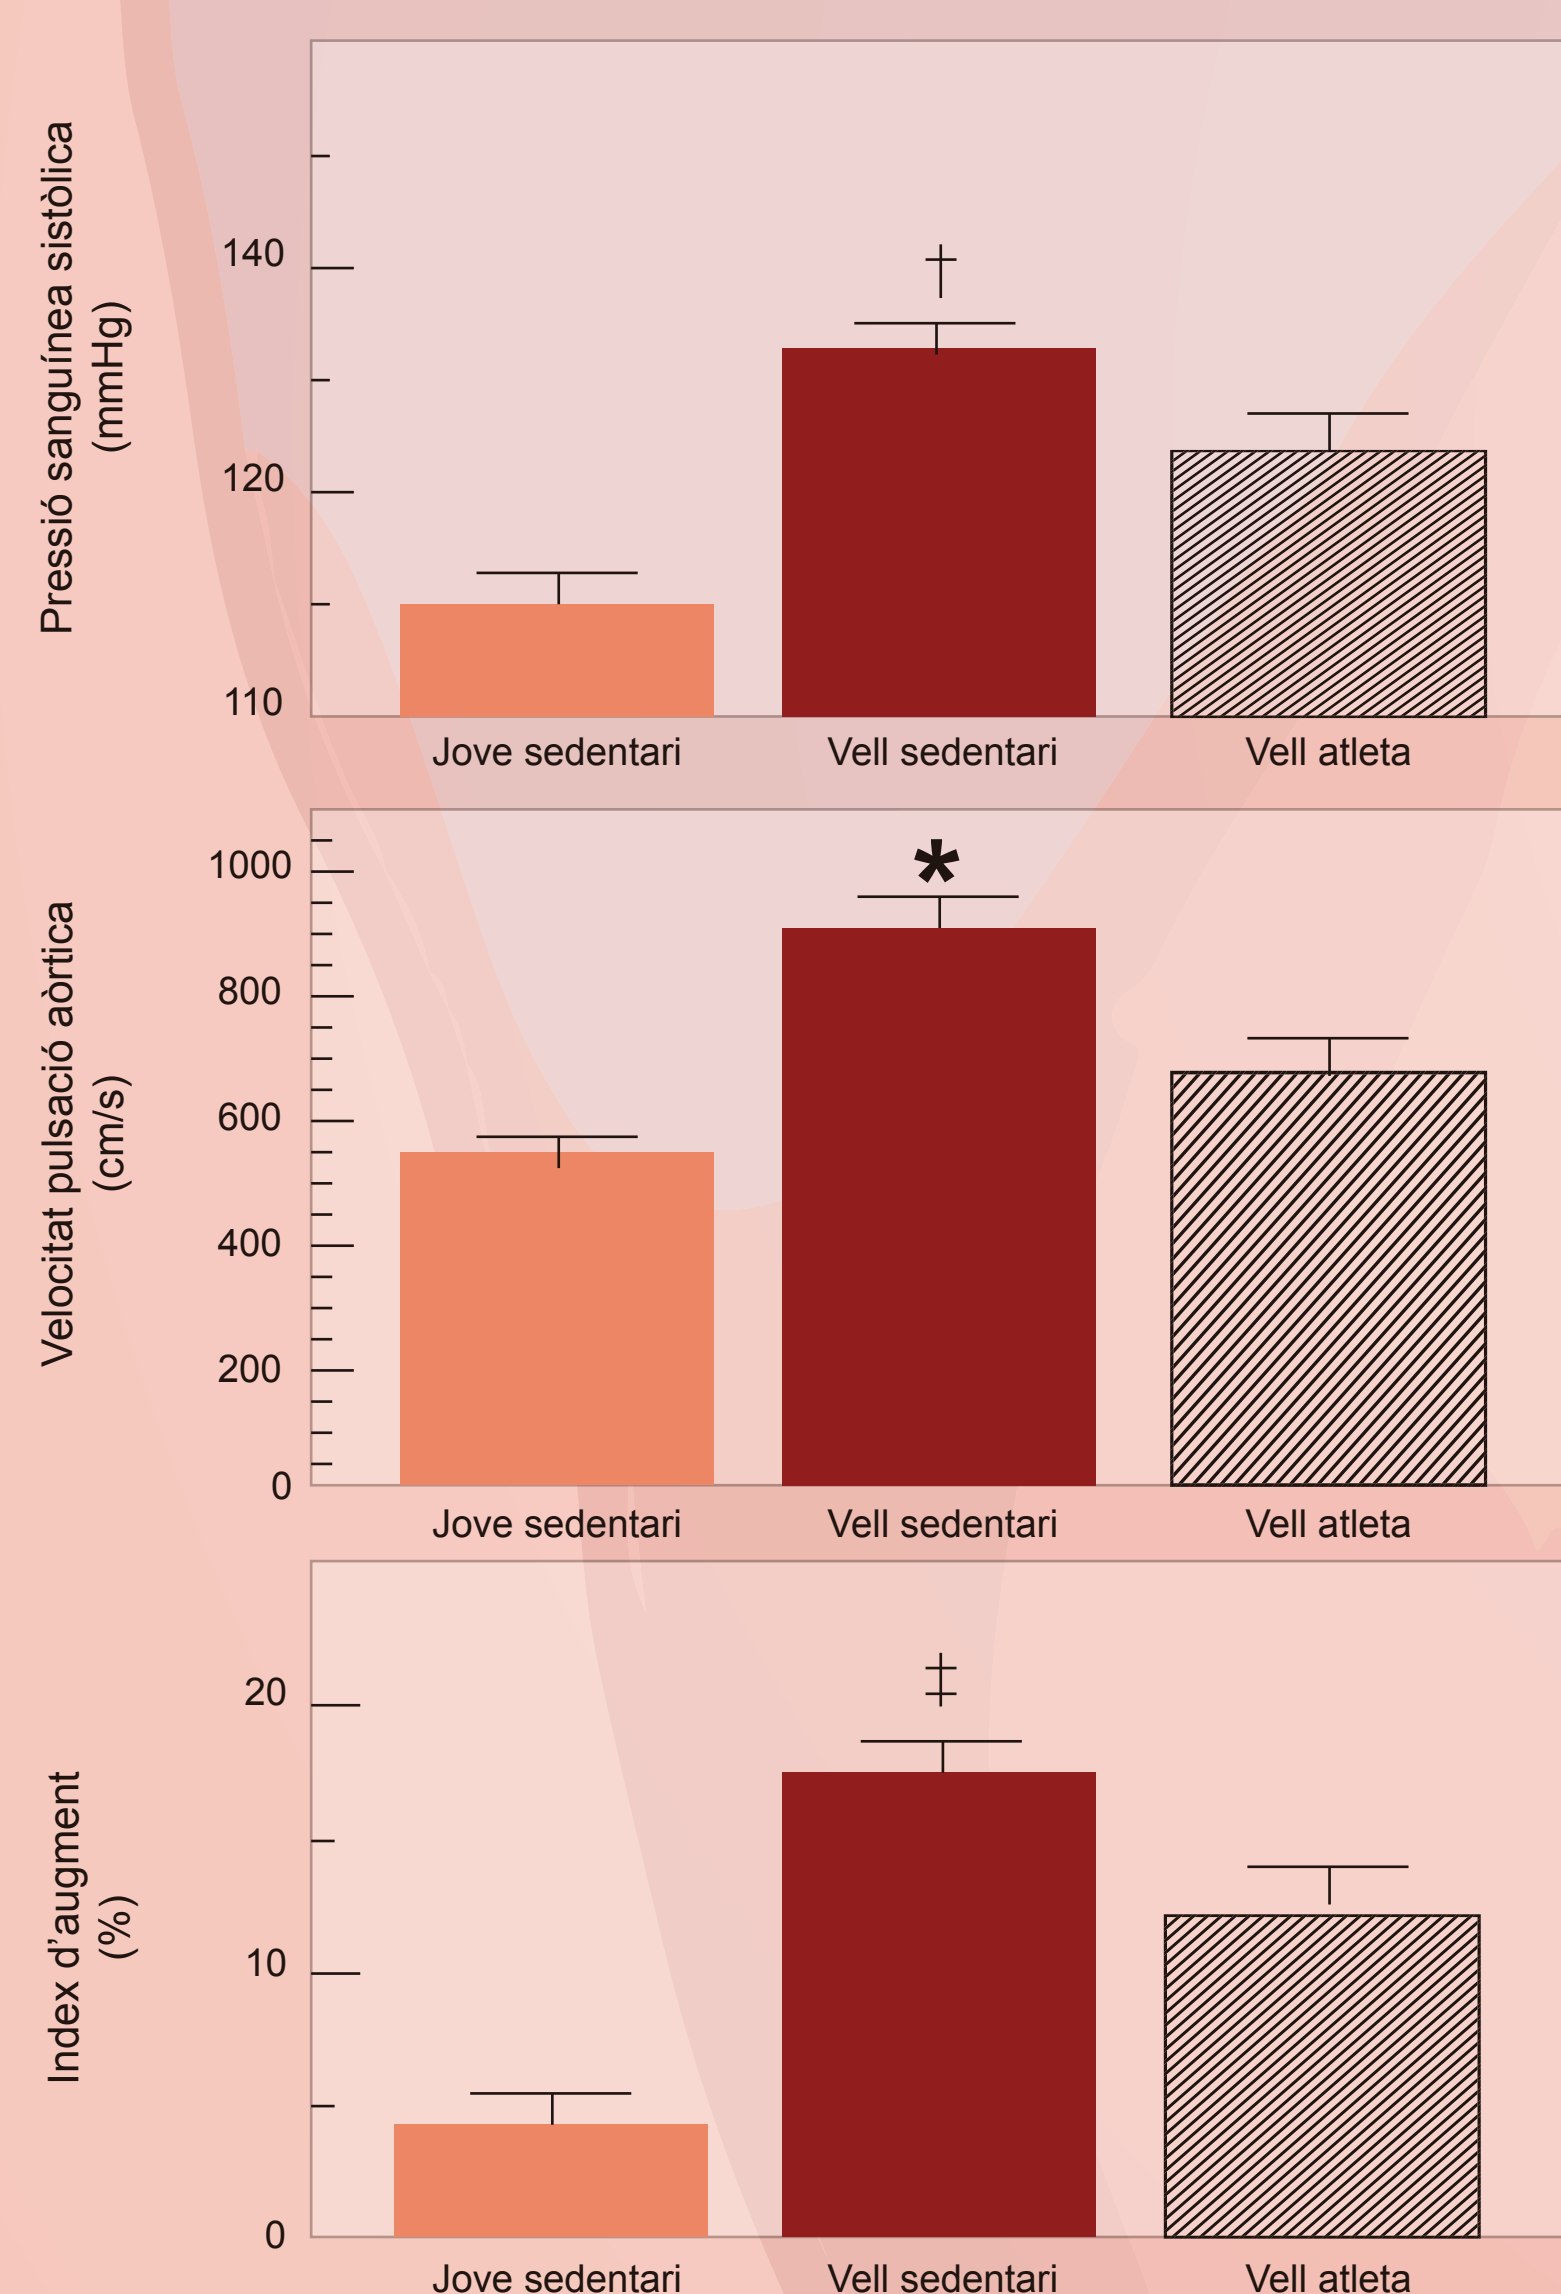 Pressió sanguínea sistòlica
(mmHg)
140
120
110
†
Jove sedentari
Vell sedentari
Vell atleta
Velocitat pulsació aòrtica
(cm/s)
1000
800
600
400
200
0
*
Jove sedentari
Vell sedentari
Vell atleta
Index d’augment
(%)
20
10
0
‡
Jove sedentari
Vell sedentari
Vell atleta